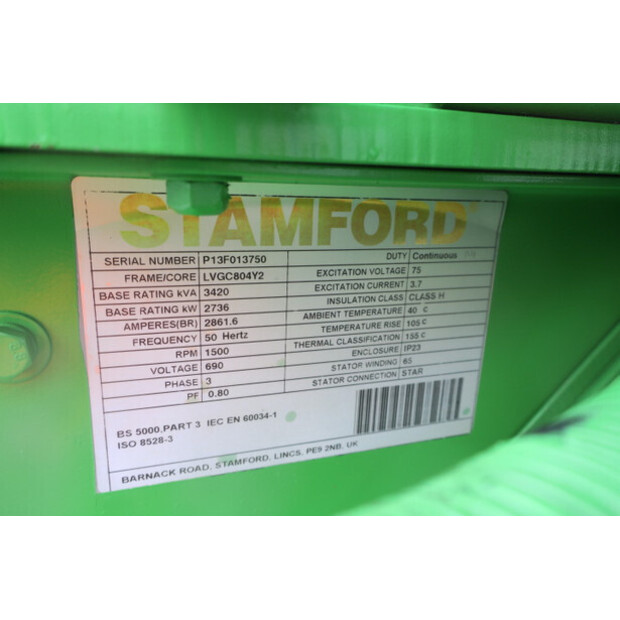 STAMFORD
SERIAL NUMBER P13F013750
FRAME/CORE LVGC804Y2
BASE RATING kVA 3420
BASE RATING kW 2736
AMPERES(BR) 2861.6
FREQUENCY 50 Hertz
RPM 1500
VOLTAGE 690
PHASE 3
PF 0.80
DUTY Continuous
EXCITATION VOLTAGE 75
EXCITATION CURRENT 3.7
INSULATION CLASS CLASS H
AMBIENT TEMPERATURE 40 C
TEMPERATURE RISE 105 C
THERMAL CLASSIFICATION 155 C
ENCLOSURE IP23
STATOR WINDING 65
STATOR CONNECTION STAR
BS 5000,PART 3 IEC EN 60034-1
ISO 8528-3
BARNACK ROAD, STAMFORD, LINCS, PE9 2NB, UK